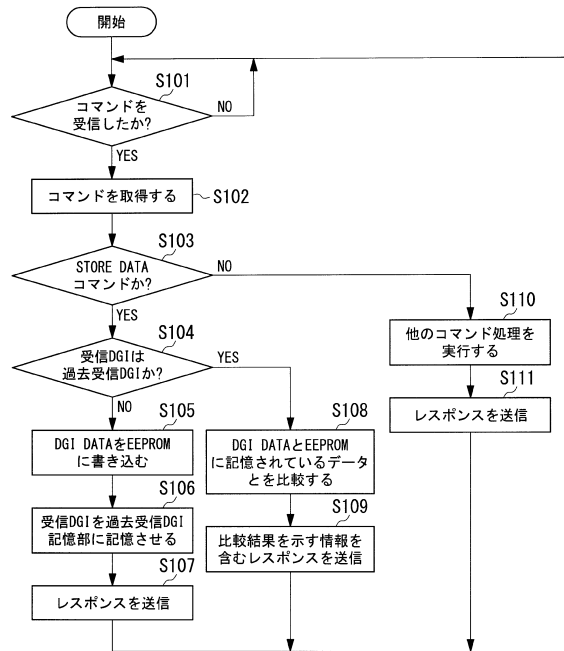 開始
S101
コマンドを
受信したか?
NO
YES
コマンドを取得する
S102
S103
STORE DATA
コマンドか?
NO
YES
S104
受信DGIは
過去受信DGIか?
YES
NO
S105
DGI DATAをEEPROM
に書き込む
S106
受信DGIを過去受信DGI
記憶部に記憶させる
S107
レスポンスを送信
S108
DGI DATAとEEPROM
に記憶されているデータ
とを比較する
S109
比較結果を示す情報を
含むレスポンスを送信
S110
他のコマンド処理を
実行する
S111
レスポンスを送信